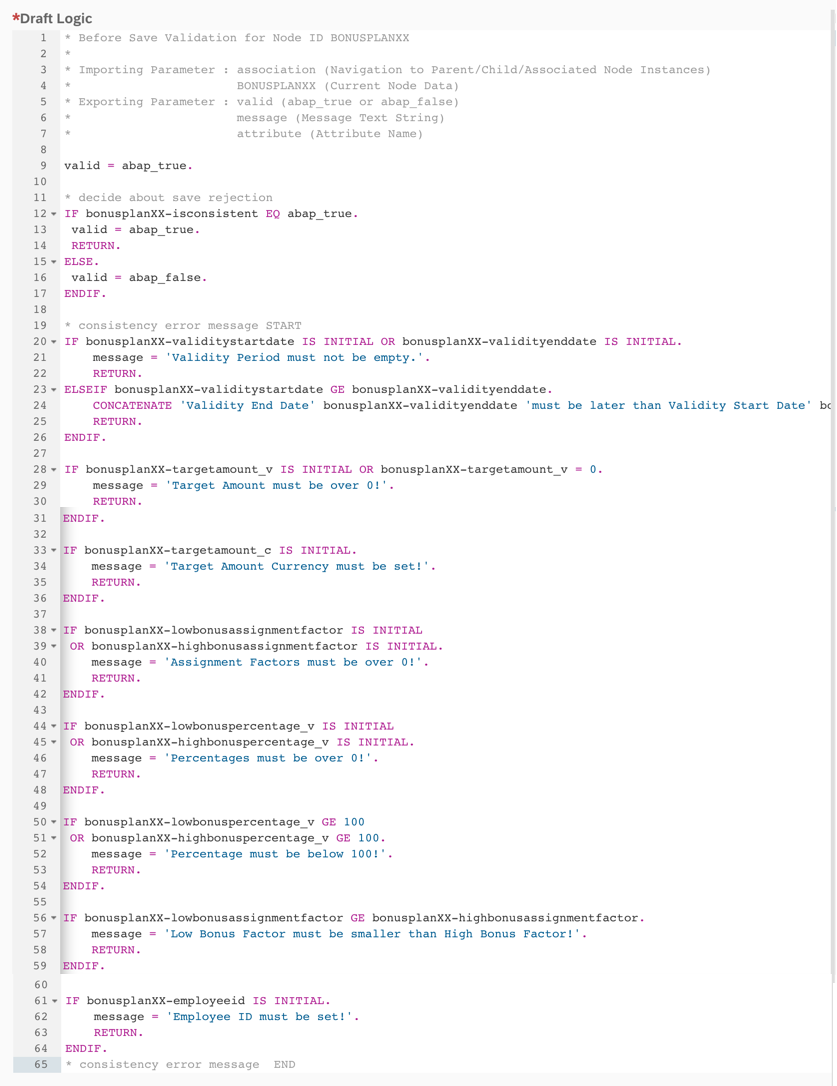 *Draft Logic
1 * Before Save Validation for Node ID BONUSPLANXX
2 *
3 * Importing Parameter : association (Navigation to Parent/Child/Associated Node Instances)
4 * BONUSPLANXX (Current Node Data)
5 * Exporting Parameter : valid (abap_true or abap_false)
6 * message (Message Text String)
7 * attribute (Attribute Name)
8
9 valid = abap_true.
10
11 * decide about save rejection
12 IF bonusplanXX-isconsistent EQ abap_true.
13 valid = abap_true.
14 RETURN.
15 ELSE.
16 valid = abap_false.
17 ENDIF.
18
19 * consistency error message START
20 IF bonusplanXX-validitystartdate IS INITIAL OR bonusplanXX-validityenddate IS INITIAL.
21 message = 'Validity Period must not be empty.'.
22 RETURN.
23 ELSEIF bonusplanXX-validitystartdate GE bonusplanXX-validityenddate.
24 CONCATENATE 'Validity End Date' bonusplanXX-validityenddate 'must be later than Validity Start Date'
25 RETURN.
26 ENDIF.
27
28 IF bonusplanXX-targetamount_v IS INITIAL OR bonusplanXX-targetamount_v = 0.
29 message = 'Target Amount must be over 0!'.
30 RETURN.
31 ENDIF.
32
33 IF bonusplanXX-targetamount_c IS INITIAL.
34 message = 'Target Amount Currency must be set!'.
35 RETURN.
36 ENDIF.
37
38 IF bonusplanXX-lowbonusassignmentfactor IS INITIAL
39 OR bonusplanXX-highbonusassignmentfactor IS INITIAL.
40 message = 'Assignment Factors must be over 0!'.
41 RETURN.
42 ENDIF.
43
44 IF bonusplanXX-lowbonuspercentage_v IS INITIAL
45 OR bonusplanXX-highbonuspercentage_v IS INITIAL.
46 message = 'Percentages must be over 0!'.
47 RETURN.
48 ENDIF.
49
50 IF bonusplanXX-lowbonuspercentage_v GE 100
51 OR bonusplanXX-highbonuspercentage_v GE 100.
52 message = 'Percentage must be below 100!'.
53 RETURN.
54 ENDIF.
55
56 IF bonusplanXX-lowbonusassignmentfactor GE bonusplanXX-highbonusassignmentfactor.
57 message = 'Low Bonus Factor must be smaller than High Bonus Factor!'.
58 RETURN.
59 ENDIF.
60
61 IF bonusplanXX-employeeid IS INITIAL.
62 message = 'Employee ID must be set!'.
63 RETURN.
64 ENDIF.
65 * consistency error message  END